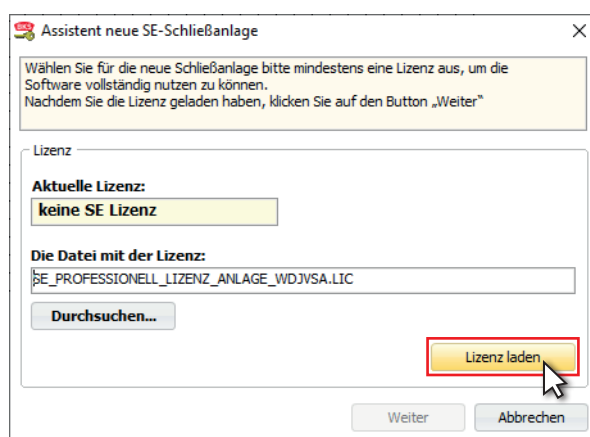 BKS
Assistent neue SE-Schließanlage
Wählen Sie für die neue Schließanlage bitte mindestens eine Lizenz aus, um die
Software vollständig nutzen zu können.
Nachdem Sie die Lizenz geladen haben, klicken Sie auf den Button „Weiter“
Lizenz
Aktuelle Lizenz:
keine SE Lizenz
Die Datei mit der Lizenz:
SE_PROFESSIONELL_LIZENZ_ANLAGE_WDJVSA.LIC
Durchsuchen...
Lizenz laden
Weiter
Abbrechen